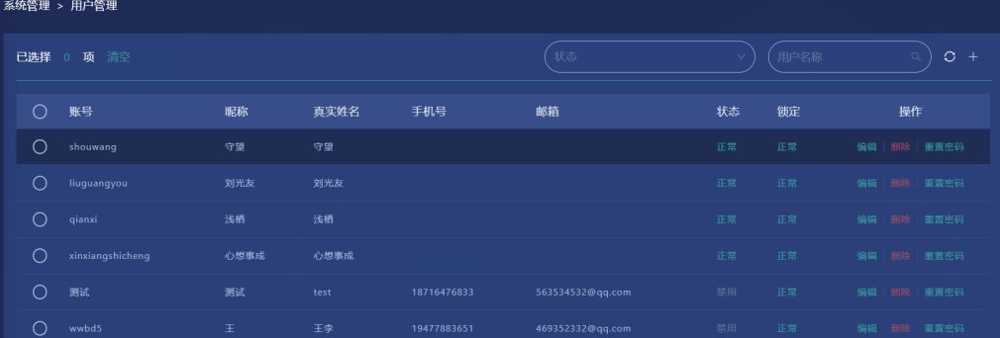 系统管理 > 用户管理
已选择 0 项 清空 状态 用户名称
账号 昵称 真实姓名 手机号 邮箱 状态 锁定 操作
shouwang 守望 守望 正常 正常 编辑 删除 重置密码
liuguangyou 刘光友 刘光友 正常 正常 编辑 删除 重置密码
qianxi 浅栖 浅栖 正常 正常 编辑 删除 重置密码
xinxiangshicheng 心想事成 心想事成 正常 正常 编辑 删除 重置密码
测试 测试 test 18716476833 563534532@qq.com 禁用 正常 编辑 删除 重置密码
wwbd5 王 王李 19477883651 469352332@qq.com 禁用 正常 编辑 删除 重置密码